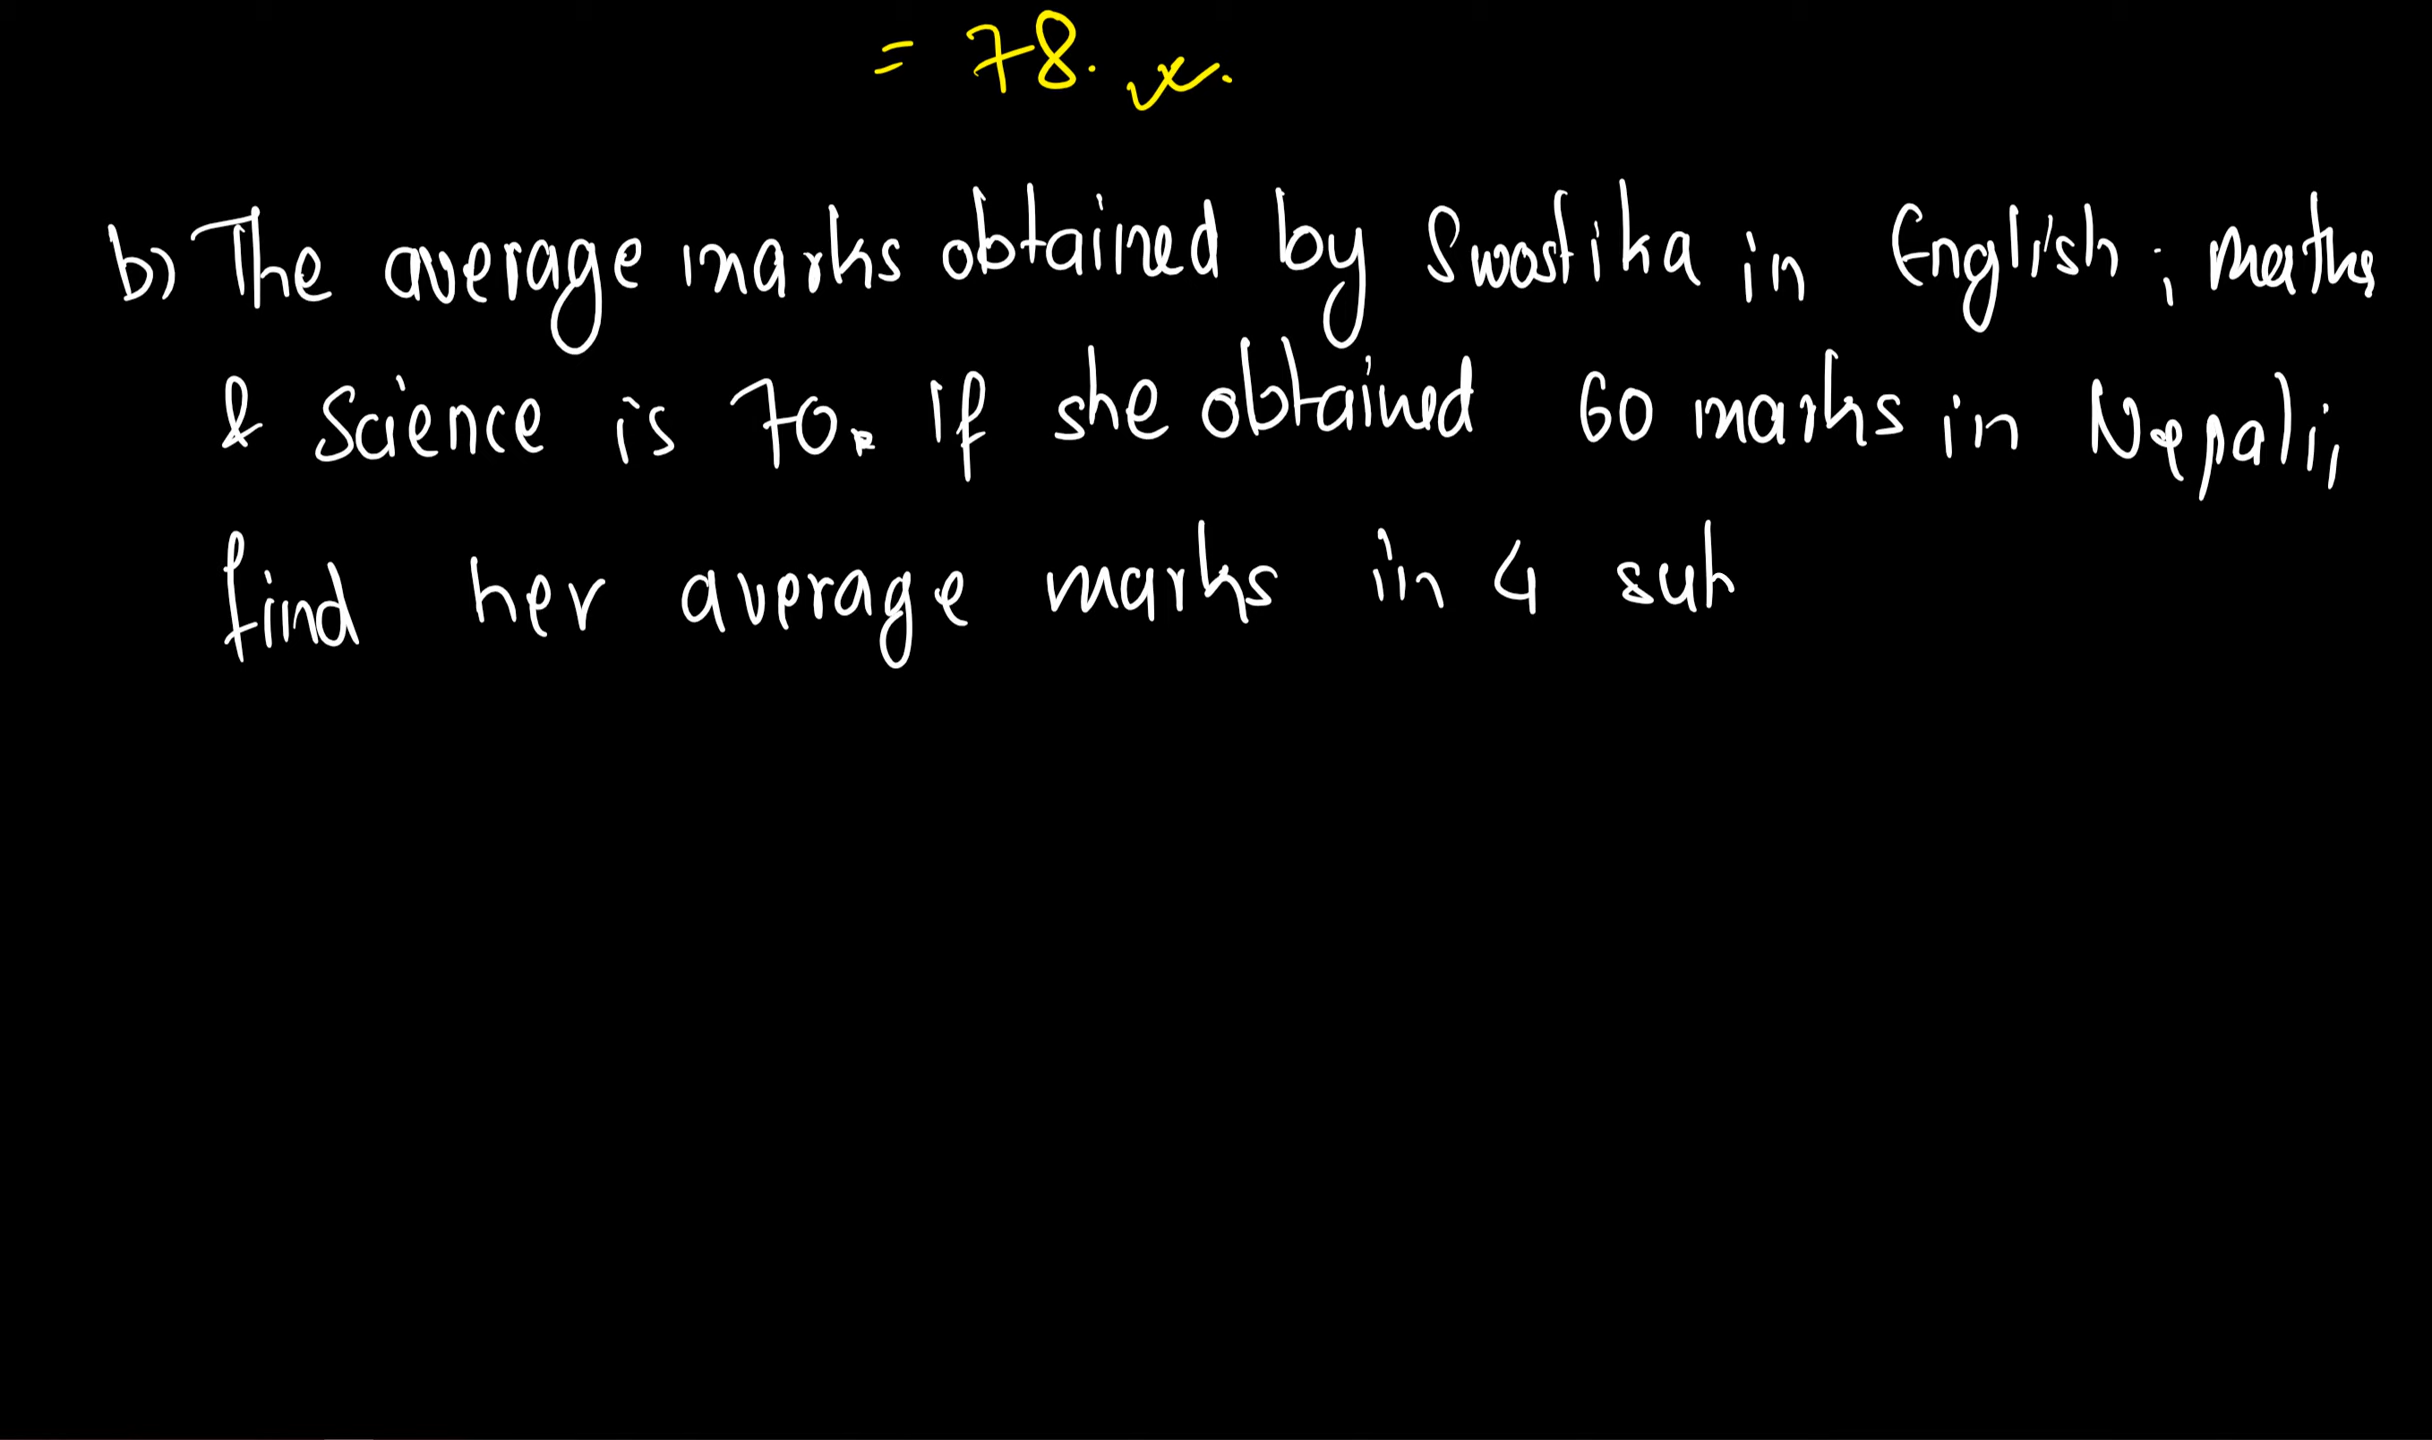 = 78.
b) The average marks obtained by Swostika in English, maths
& Science is 70. If she obtained 60 marks in Nepali,
find her average marks in 4 sub